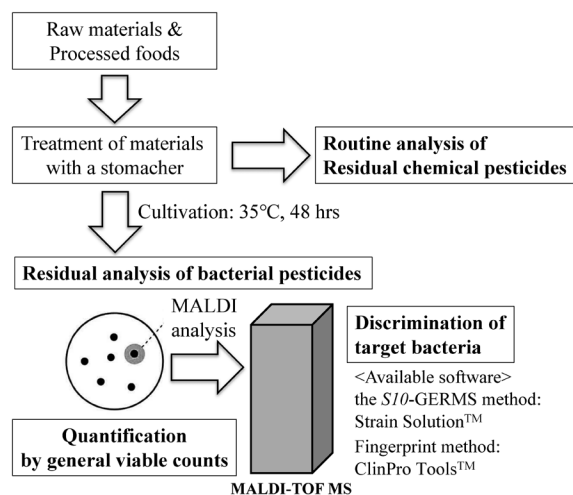 Raw materials &
Processed foods
Treatment of materials
with a stomacher
Routine analysis of
Residual chemical pesticides
Cultivation: 35℃, 48 hrs
Residual analysis of bacterial pesticides
MALDI
analysis
Discrimination of
target bacteria
<Available software>
the S10-GERMS method:
Strain Solution™
Fingerprint method:
ClinPro Tools™
Quantification
by general viable counts
MALDI-TOF MS